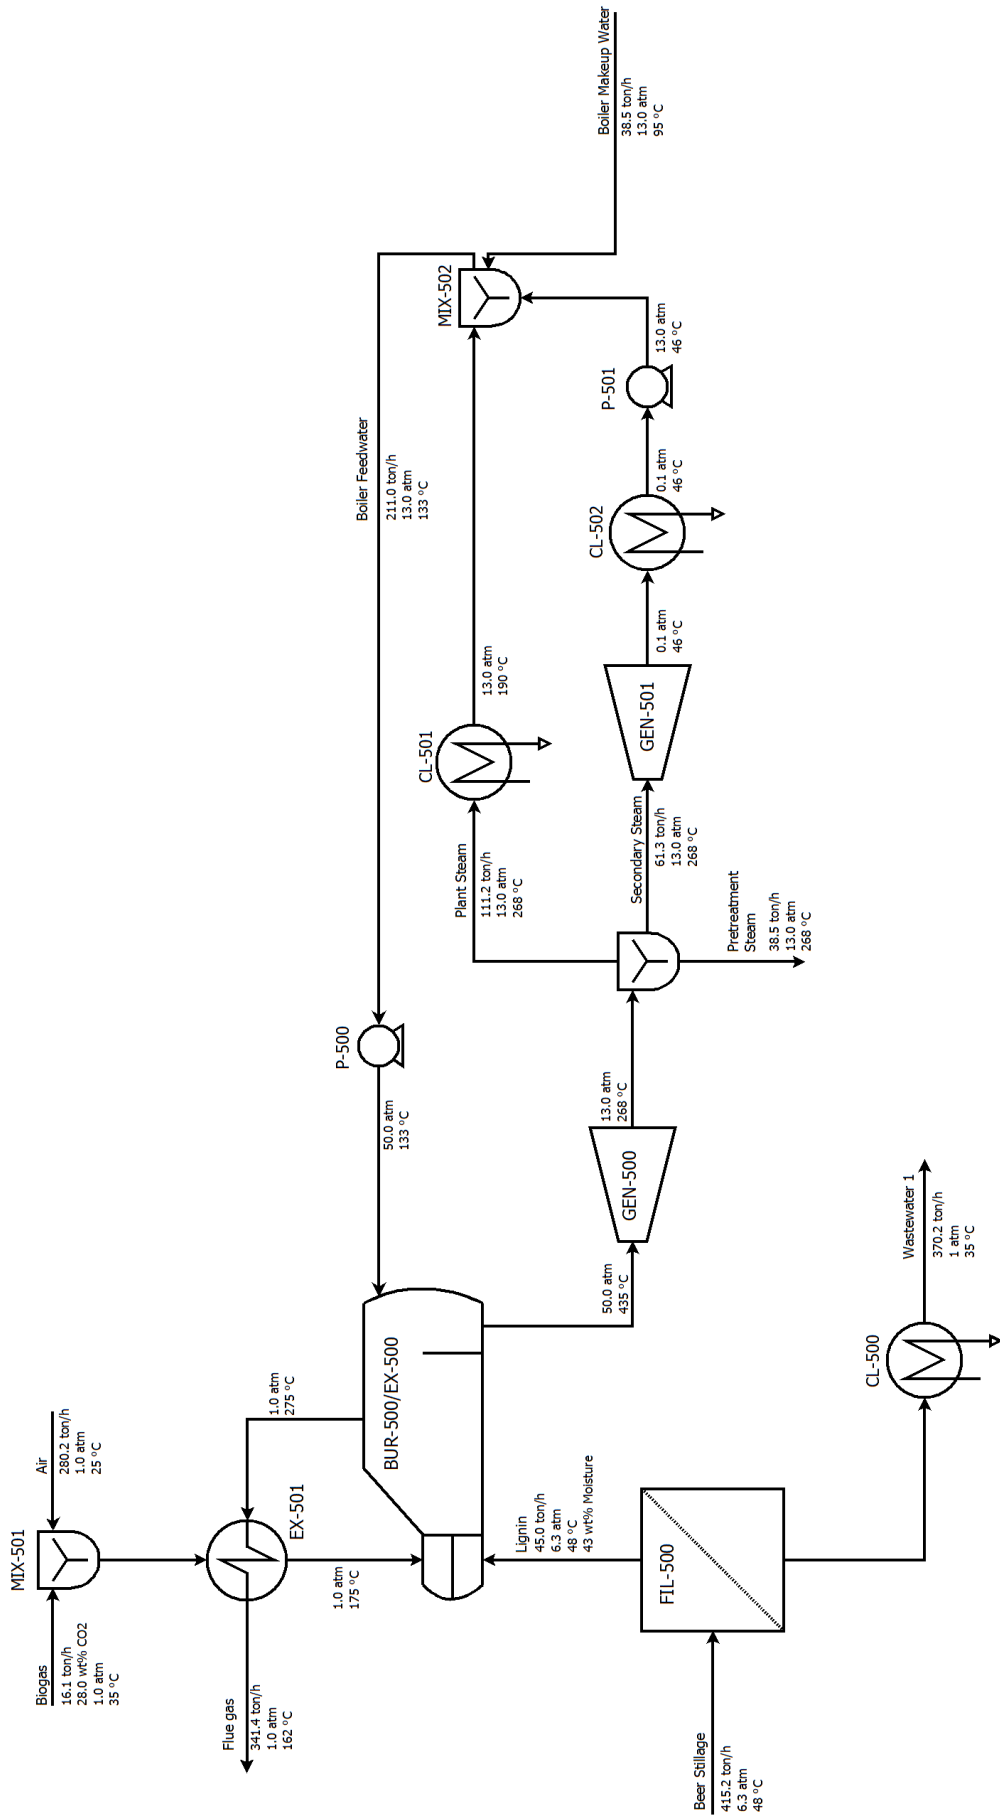 Biogas
16.1 ton/h
28.0 wt% CO2
1.0 atm
35 °C
MIX-501
Air
280.2 ton/h
1.0 atm
25 °C
Flue gas
341.4 ton/h
1.0 atm
162 °C
EX-501
1.0 atm
175 °C
1.0 atm
275 °C
BUR-500/EX-500
P-500
50.0 atm
133 °C
Boiler Feedwater
211.0 ton/h
13.0 atm
133 °C
MIX-502
Boiler Makeup Water
38.5 ton/h
13.0 atm
95 °C
Plant Steam
111.2 ton/h
13.0 atm
268 °C
CL-501
13.0 atm
190 °C
50.0 atm
435 °C
GEN-500
13.0 atm
268 °C
Secondary Steam
61.3 ton/h
13.0 atm
268 °C
GEN-501
0.1 atm
46 °C
CL-502
0.1 atm
46 °C
P-501
13.0 atm
46 °C
Pretreatment
Steam
38.5 ton/h
13.0 atm
268 °C
Lignin
45.0 ton/h
6.3 atm
48 °C
43 wt% Moisture
Beer Stillage
415.2 ton/h
6.3 atm
48 °C
FIL-500
CL-500
Wastewater 1
370.2 ton/h
1 atm
35 °C